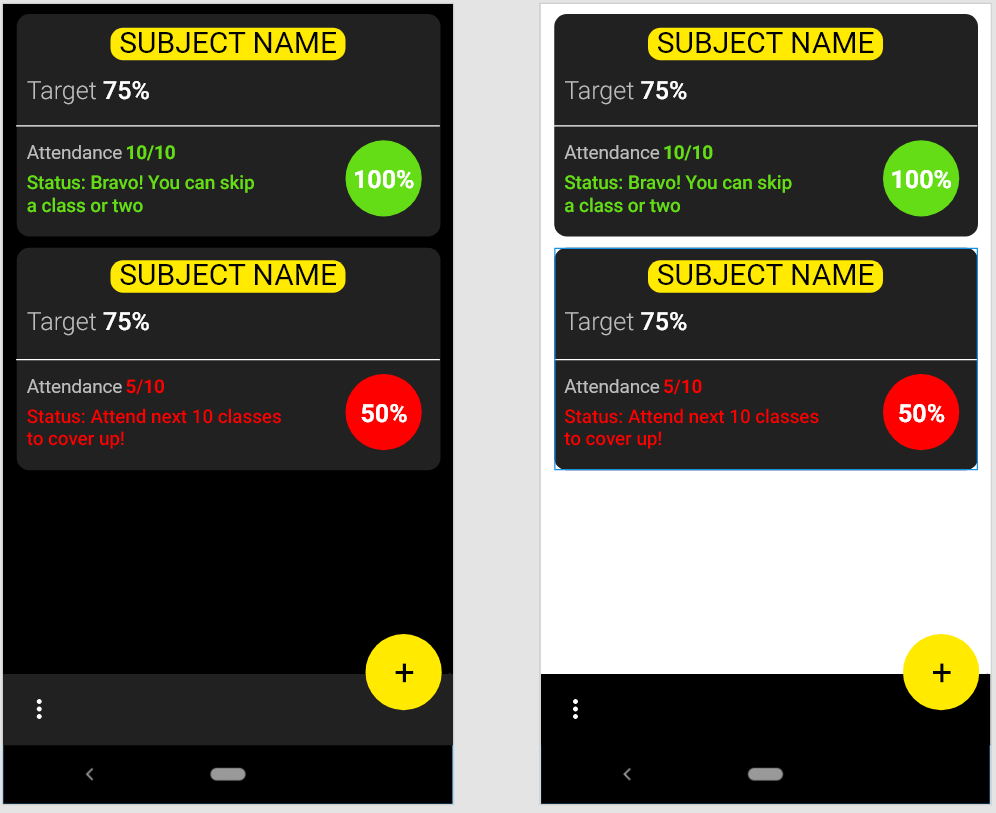 SUBJECT NAME
Target 75%
Attendance 10/10
Status: Bravo! You can skip
a class or two
100%
SUBJECT NAME
Target 75%
Attendance 5/10
Status: Attend next 10 classes
to cover up!
50%
+
SUBJECT NAME
Target 75%
Attendance 10/10
Status: Bravo! You can skip
a class or two
100%
SUBJECT NAME
Target 75%
Attendance 5/10
Status: Attend next 10 classes
to cover up!
50%
+